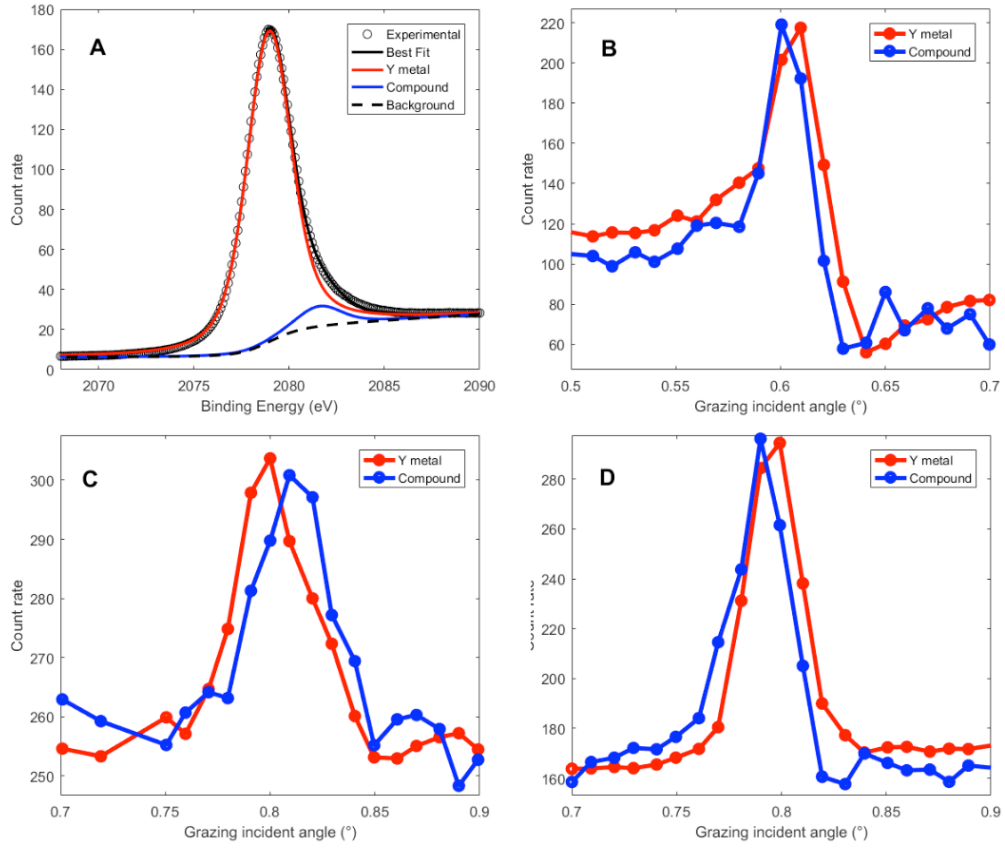 A
Experimental
Best Fit
Y metal
Compound
Background
180
160
140
120
100
80
60
40
20
0
Count rate
2070
2075
2080
2085
2090
Binding Energy (eV)
B
Y metal
Compound
220
200
180
160
140
120
100
80
60
Count rate
0.5
0.55
0.6
0.65
0.7
Grazing incident angle (°)
C
Y metal
Compound
300
290
280
270
260
250
Count rate
0.7
0.75
0.8
0.85
0.9
Grazing incident angle (°)
D
Y metal
Compound
280
260
240
220
200
180
160
Count rate
0.7
0.75
0.8
0.85
0.9
Grazing incident angle (°)